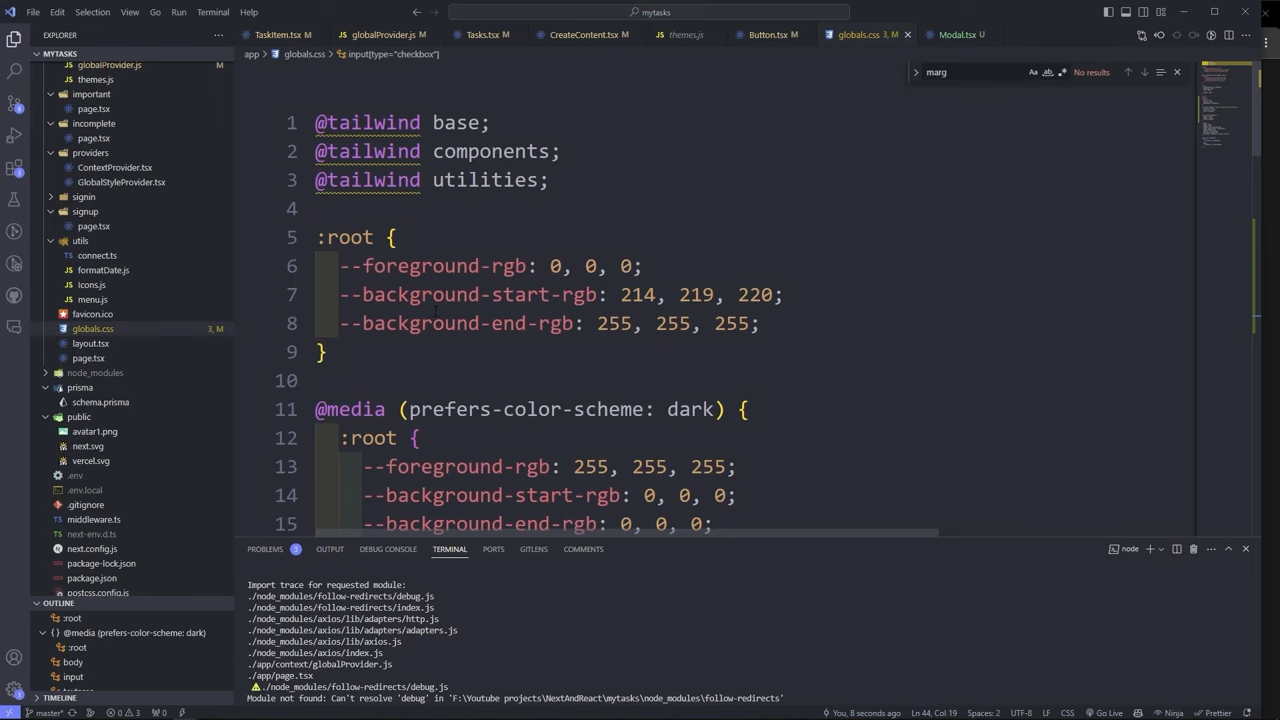 File Edit Selection View Go Run Terminal Help
mytasks
EXPLORER
MYTASKS
globalProvider.js M
themes.js
important
page.tsx
incomplete
page.tsx
providers
ContextProvider.tsx
GlobalStyleProvider.tsx
signin
signup
page.tsx
utils
connect.ts
formatDate.js
Icons.js
menu.js
favicon.ico
globals.css 3, M
layout.tsx
page.tsx
node_modules
prisma
schema.prisma
public
avatar1.png
next.svg
vercel.svg
.env
.env.local
.gitignore
middleware.ts
next-env.d.ts
next.config.js
package-lock.json
package.json
postcss.config.js
OUTLINE
:root
@media (prefers-color-scheme: dark)
:root
body
input
TIMELINE
TaskItem.tsx M globalProvider.js M Tasks.tsx M CreateContent.tsx M themes.js Button.tsx M globals.css 3, M Modal.tsx U
app > globals.css > input[type="checkbox"]
marg Aa ab No results
1 @tailwind base;
2 @tailwind components;
3 @tailwind utilities;
4
5 :root {
6 --foreground-rgb: 0, 0, 0;
7 --background-start-rgb: 214, 219, 220;
8 --background-end-rgb: 255, 255, 255;
9 }
10
11 @media (prefers-color-scheme: dark) {
12 :root {
13 --foreground-rgb: 255, 255, 255;
14 --background-start-rgb: 0, 0, 0;
15 --background-end-rgb: 0, 0, 0;
PROBLEMS 3 OUTPUT DEBUG CONSOLE TERMINAL PORTS GITLENS COMMENTS
node
Import trace for requested module:
./node_modules/follow-redirects/debug.js
./node_modules/follow-redirects/index.js
./node_modules/axios/lib/adapters/http.js
./node_modules/axios/lib/adapters/adapters.js
./node_modules/axios/lib/axios.js
./node_modules/axios/index.js
./app/context/globalProvider.js
./app/page.tsx
./node_modules/follow-redirects/debug.js
Module not found: Can't resolve 'debug' in 'F:\Youtube projects\NextAndReact\mytasks\node_modules\follow-redirects'
master* 0 3 0 You, 8 seconds ago Ln 44, Col 19 Spaces: 2 UTF-8 LF CSS Go Live Ninja Prettier